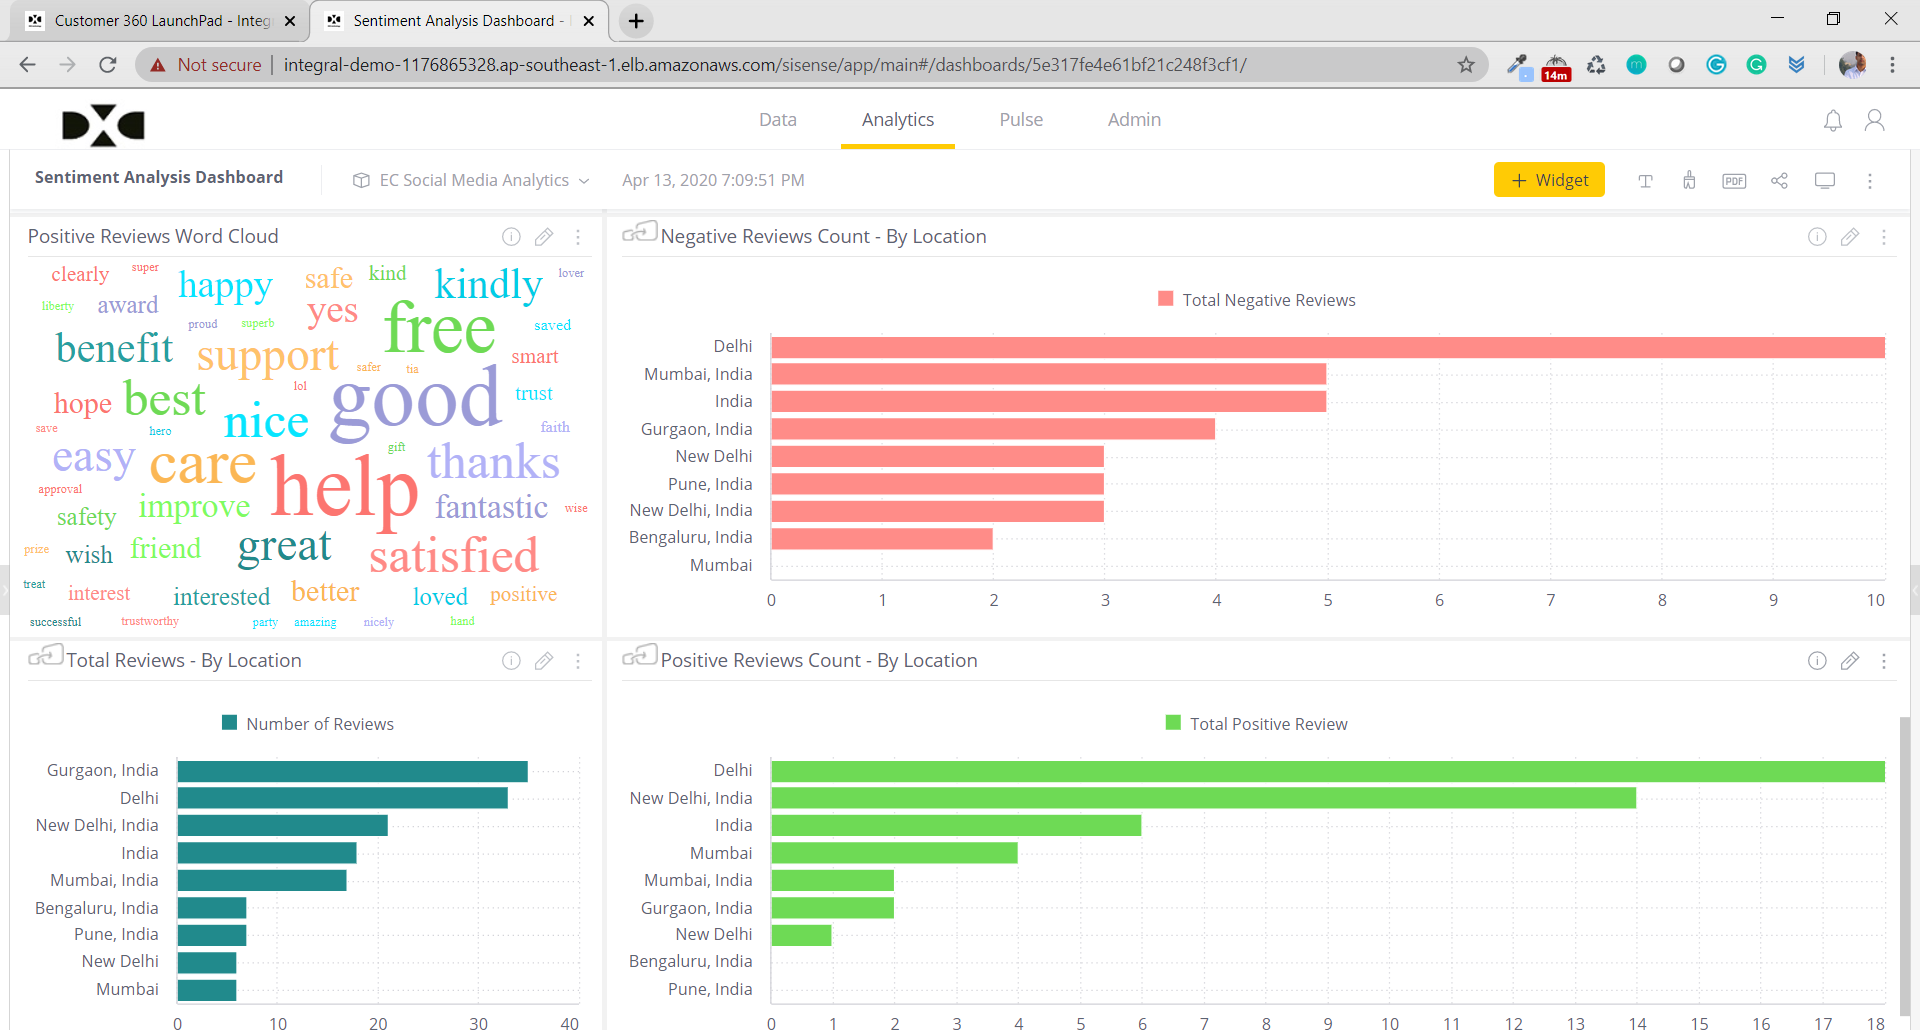 Customer 360 LaunchPad - Integ
Sentiment Analysis Dashboard -
Not secure | integral-demo-1176865328.ap-southeast-1.elb.amazonaws.com/sisense/app/main#/dashboards/5e317fe4e61bf21c248f3cf1/
14m
DXC
Data Analytics Pulse Admin
Sentiment Analysis Dashboard
EC Social Media Analytics
Apr 13, 2020 7:09:51 PM
+ Widget
PDF
Positive Reviews Word Cloud
clearly super happy safe kind kindly lover
liberty award proud superb yes free saved
benefit support safer tia smart
hope best lol nice good trust
save hero gift faith
easy care help thanks
approval safety improve fantastic wise
prize wish friend great satisfied
treat interest interested better loved positive
successful trustworthy party amazing nicely hand
Negative Reviews Count - By Location
Total Negative Reviews
Delhi
Mumbai, India
India
Gurgaon, India
New Delhi
Pune, India
New Delhi, India
Bengaluru, India
Mumbai
0 1 2 3 4 5 6 7 8 9 10
Total Reviews - By Location
Number of Reviews
Gurgaon, India
Delhi
New Delhi, India
India
Mumbai, India
Bengaluru, India
Pune, India
New Delhi
Mumbai
0 10 20 30 40
Positive Reviews Count - By Location
Total Positive Review
Delhi
New Delhi, India
India
Mumbai
Mumbai, India
Gurgaon, India
New Delhi
Bengaluru, India
Pune, India
0 1 2 3 4 5 6 7 8 9 10 11 12 13 14 15 16 17 18